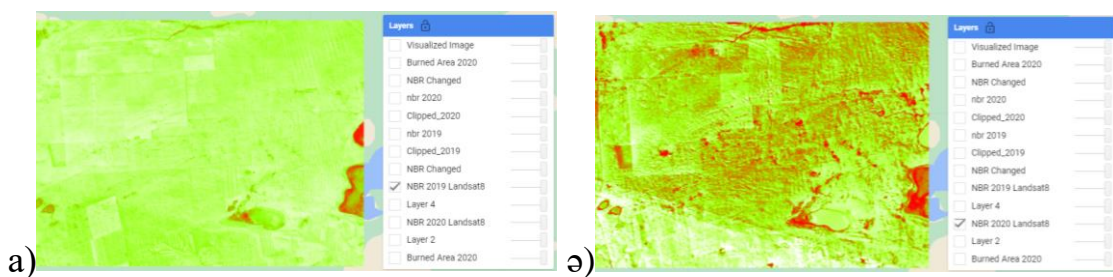 Layers
Visualized Image
Burned Area 2020
NBR Changed
nbr 2020
Clipped_2020
nbr 2019
Clipped_2019
NBR Changed
NBR 2019 Landsat8
Layer 4
NBR 2020 Landsat8
Layer 2
Burned Area 2020
а)
Layers
Visualized Image
Burned Area 2020
NBR Changed
nbr 2020
Clipped_2020
nbr 2019
Clipped_2019
NBR Changed
NBR 2019 Landsat8
Layer 4
NBR 2020 Landsat8
Layer 2
Burned Area 2020
ә)